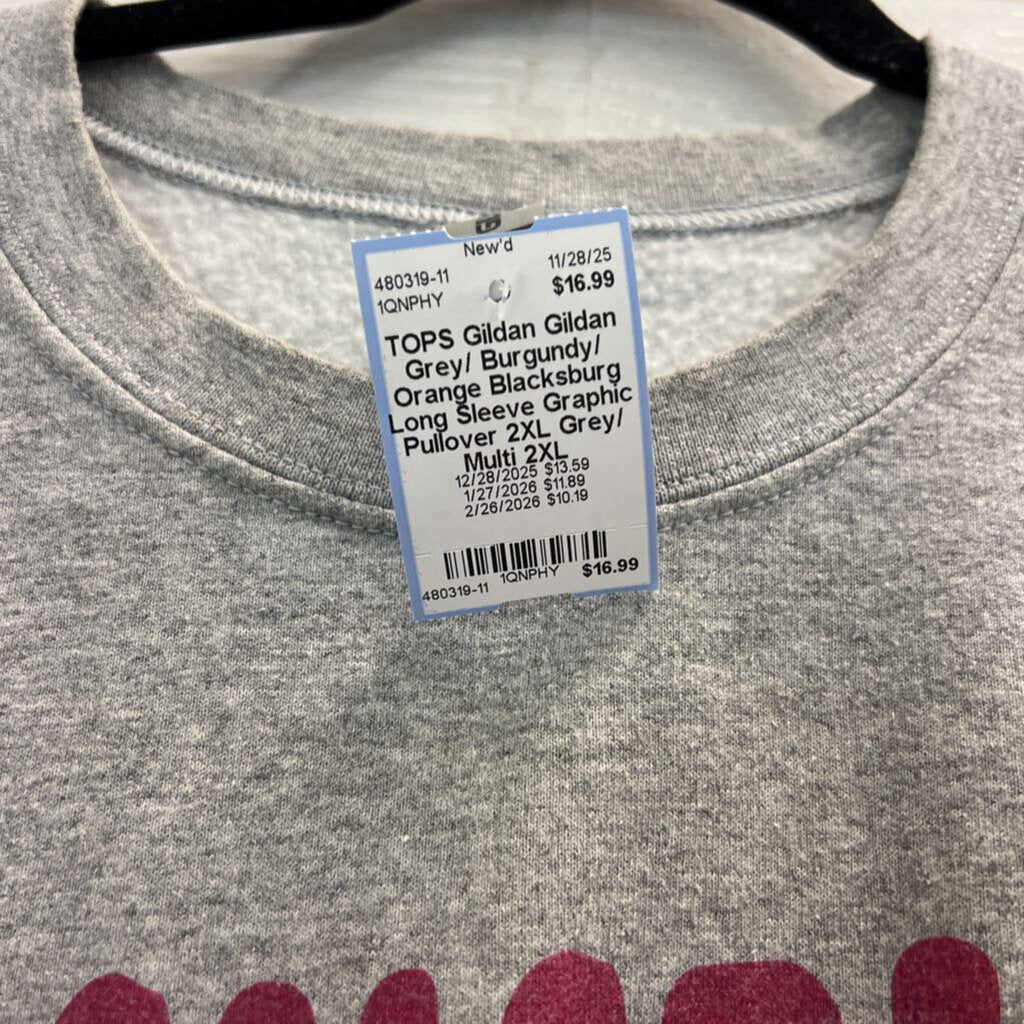 New'd
480319-11 11/28/25
1QNPHY $16.99
TOPS Gildan Gildan
Grey/ Burgundy/
Orange Blacksburg
Long Sleeve Graphic
Pullover 2XL Grey/
Multi 2XL
12/28/2025 $13.59
1/27/2026 $11.89
2/26/2026 $10.19
480319-11 1QNPHY $16.99